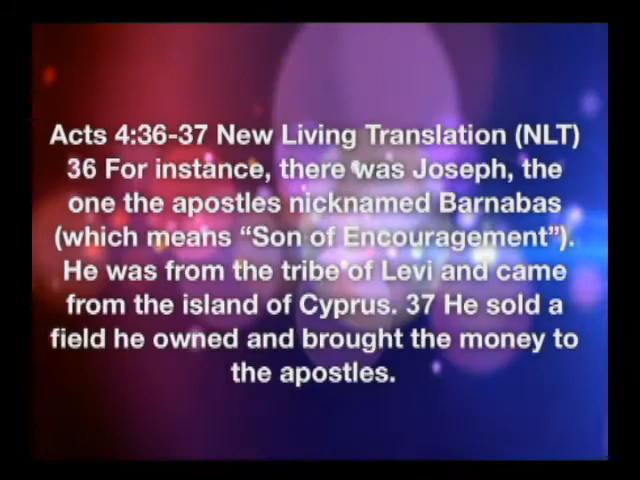 Acts 4:36-37 New Living Translation (NLT)
36 For instance, there was Joseph, the
one the apostles nicknamed Barnabas
(which means “Son of Encouragement”).
He was from the tribe of Levi and came
from the island of Cyprus. 37 He sold a
field he owned and brought the money to
the apostles.